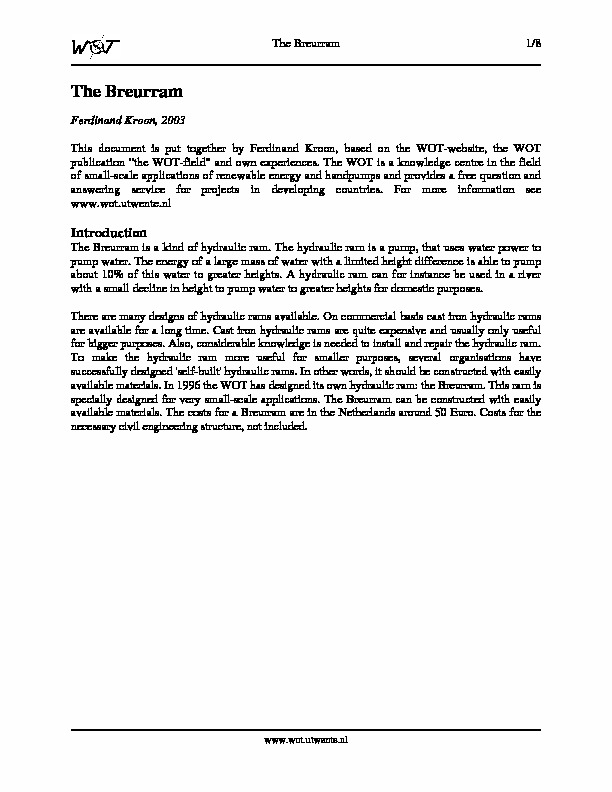 WOT The Breurram 1/8
The Breurram
Ferdinand Kroon, 2003
This document is put together by Ferdinand Kroon, based on the WOT-website, the WOT
publication "the WOT-field" and own experiences. The WOT is a knowledge centre in the field
of small-scale applications of renewable energy and handpumps and provides a free question and
answering service for projects in developing countries. For more information see
www.wot.utwente.nl
Introduction
The Breurram is a kind of hydraulic ram. The hydraulic ram is a pump, that uses water power to
pump water. The energy of a large mass of water with a limited height difference is able to pump
about 10% of this water to greater heights. A hydraulic ram can for instance be used in a river
with a small decline in height to pump water to greater heights for domestic purposes.
There are many designs of hydraulic rams available. On commercial basis cast iron hydraulic rams
are available for a long time. Cast iron hydraulic rams are quite expensive and usually only useful
for bigger purposes. Also, considerable knowledge is needed to install and repair the hydraulic ram.
To make the hydraulic ram more useful for smaller purposes, several organisations have
successfully designed 'self-built' hydraulic rams. In other words, it should be constructed with easily
available materials. In 1996 the WOT has designed its own hydraulic ram: the Breurram. This ram is
specially designed for very small-scale applications. The Breurram can be constructed with easily
available materials. The costs for a Breurram are in the Netherlands around 50 Euro. Costs for the
necessary civil engineering structure, not included.
www.wot.utwente.nl